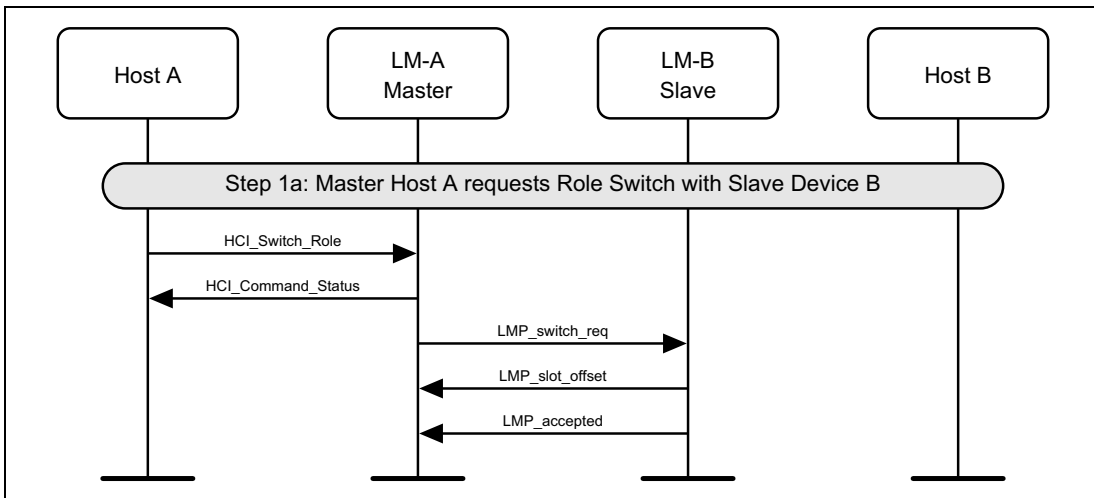 Host A
LM-A
Master
LM-B
Slave
Host B
Step 1a: Master Host A requests Role Switch with Slave Device B
HCI_Switch_Role
HCI_Command_Status
LMP_switch_req
LMP_slot_offset
LMP_accepted